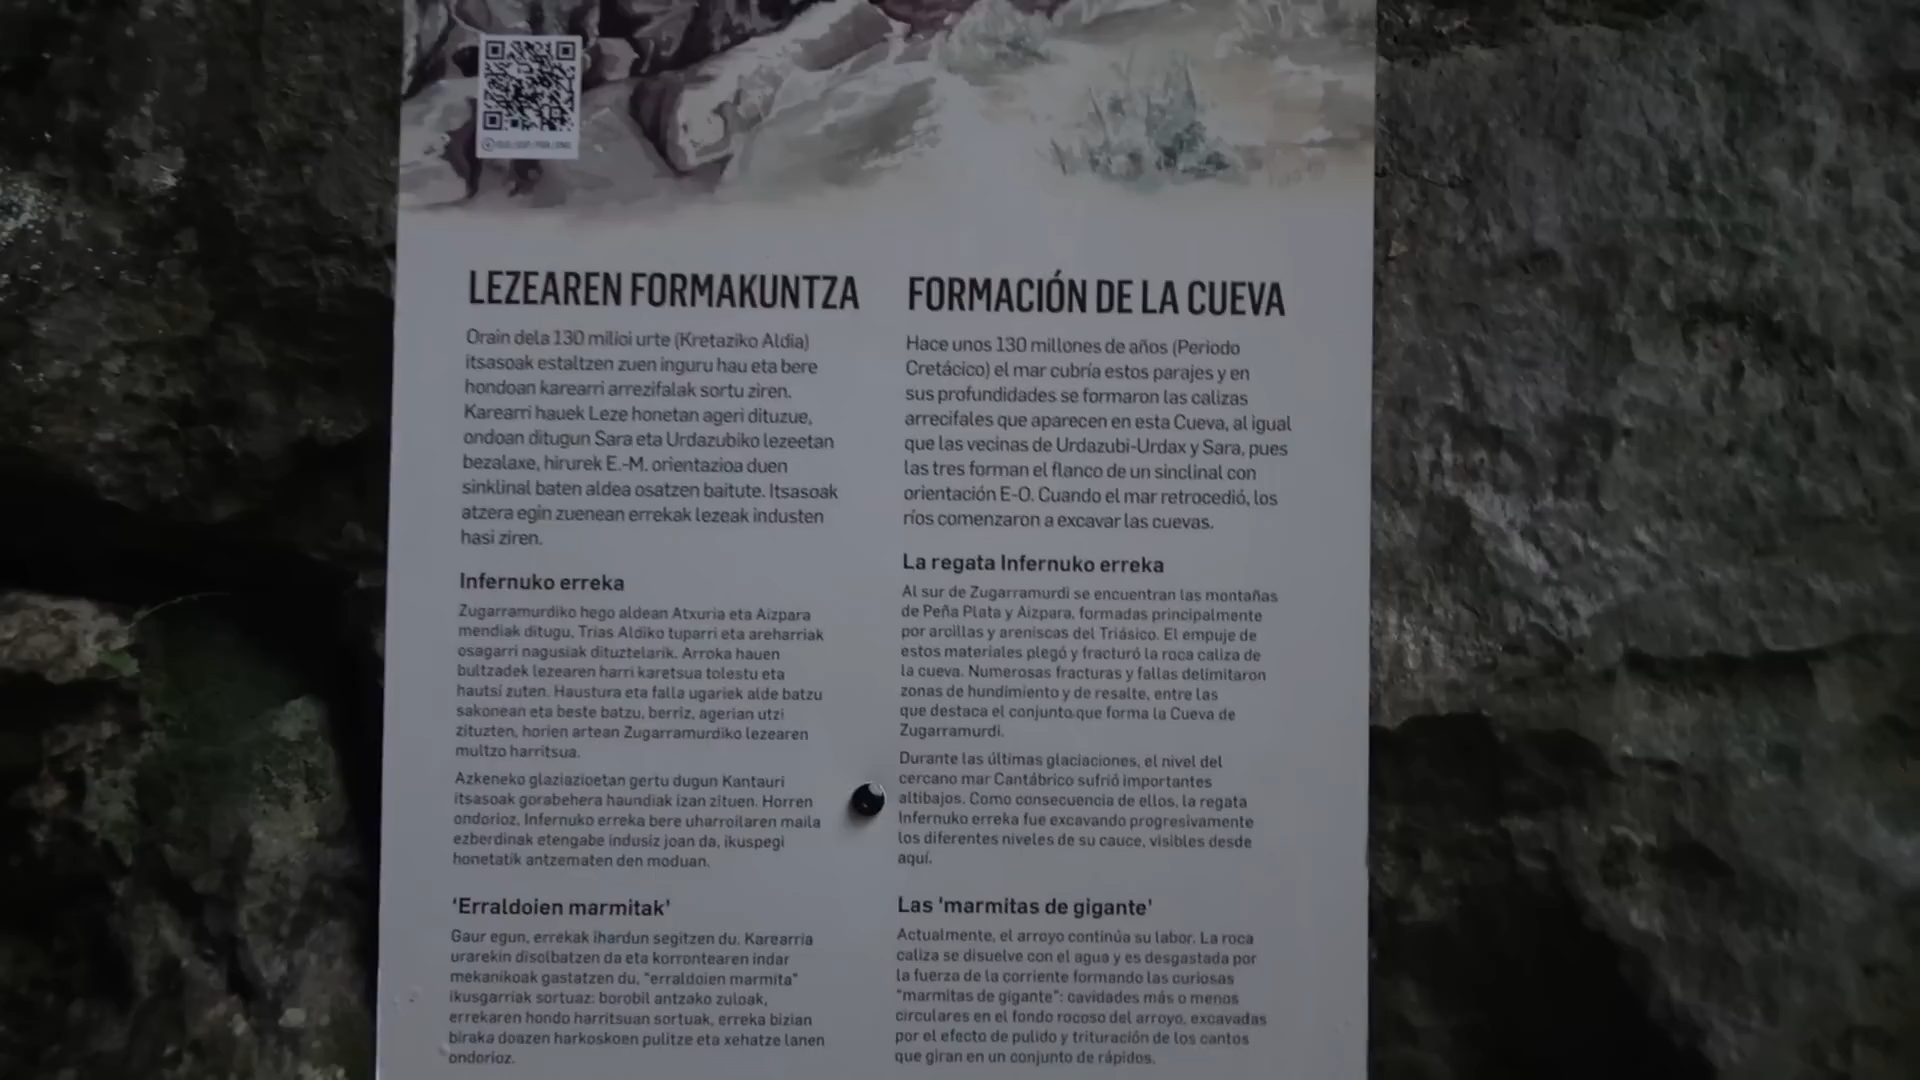 LEZEAREN FORMAKUNTZA
Orain dela 130 milioi urte (Kretaziko Aldia)
itsasoak estaltzen zuen inguru hau eta bere
hondoan karearri arrezifalak sortu ziren.
Karearri hauek Leze honetan ageri dituzue,
ondoan ditugun Sara eta Urdazubiko lezeetan
bezalaxe, hirurek E.-M. orientazioa duen
sinklinal baten aldea osatzen baitute. Itsasoak
atzera egin zuenean errekak lezeak industen
hasi ziren.
Infernuko erreka
Zugarramurdiko hego aldean Atxuria eta Aizpara
mendiak ditugu, Trias Aldiko tuparri eta areharriak
osagarri nagusiak dituztelarik. Arroka hauen
bultzadek lezearen harri karetsua tolestu eta
hautsi zuten. Haustura eta falla ugariek alde batzu
sakonean eta beste batzu, berriz, agerian utzi
zituzten, horien artean Zugarramurdiko lezearen
multzo harritsua.
Azkeneko glaziazioetan gertu dugun Kantauri
itsasoak gorabehera haundiak izan zituen. Horren
ondorioz, Infernuko erreka bere uharroilaren maila
ezberdinak etengabe indusiz joan da, ikuspegi
honetatik antzematen den moduan.
'Erraldoien marmitak'
Gaur egun, errekak ihardun segitzen du. Karearria
urarekin disolbatzen da eta korrontearen indar
mekanikoak gastatzen du, "erraldoien marmita"
ikusgarriak sortuaz: borobil antzako zuloak,
errekaren hondo harritsuan sortuak, erreka bizian
biraka doazen harkoskoen pulitze eta xehatze lanen
ondorioz.
FORMACIÓN DE LA CUEVA
Hace unos 130 millones de años (Periodo
Cretácico) el mar cubría estos parajes y en
sus profundidades se formaron las calizas
arrecifales que aparecen en esta Cueva, al igual
que las vecinas de Urdazubi-Urdax y Sara, pues
las tres forman el flanco de un sinclinal con
orientación E-O. Cuando el mar retrocedió, los
ríos comenzaron a excavar las cuevas.
La regata Infernuko erreka
Al sur de Zugarramurdi se encuentran las montañas
de Peña Plata y Aizpara, formadas principalmente
por arcillas y areniscas del Triásico. El empuje de
estos materiales plegó y fracturó la roca caliza de
la cueva. Numerosas fracturas y fallas delimitaron
zonas de hundimiento y de resalte, entre las
que destaca el conjunto que forma la Cueva de
Zugarramurdi.
Durante las últimas glaciaciones, el nivel del
cercano mar Cantábrico sufrió importantes
altibajos. Como consecuencia de ellos, la regata
Infernuko erreka fue excavando progresivamente
los diferentes niveles de su cauce, visibles desde
aquí.
Las 'marmitas de gigante'
Actualmente, el arroyo continúa su labor. La roca
caliza se disuelve con el agua y es desgastada por
la fuerza de la corriente formando las curiosas
"marmitas de gigante": cavidades más o menos
circulares en el fondo rocoso del arroyo, excavadas
por el efecto de pulido y trituración de los cantos
que giran en un conjunto de rápidos.